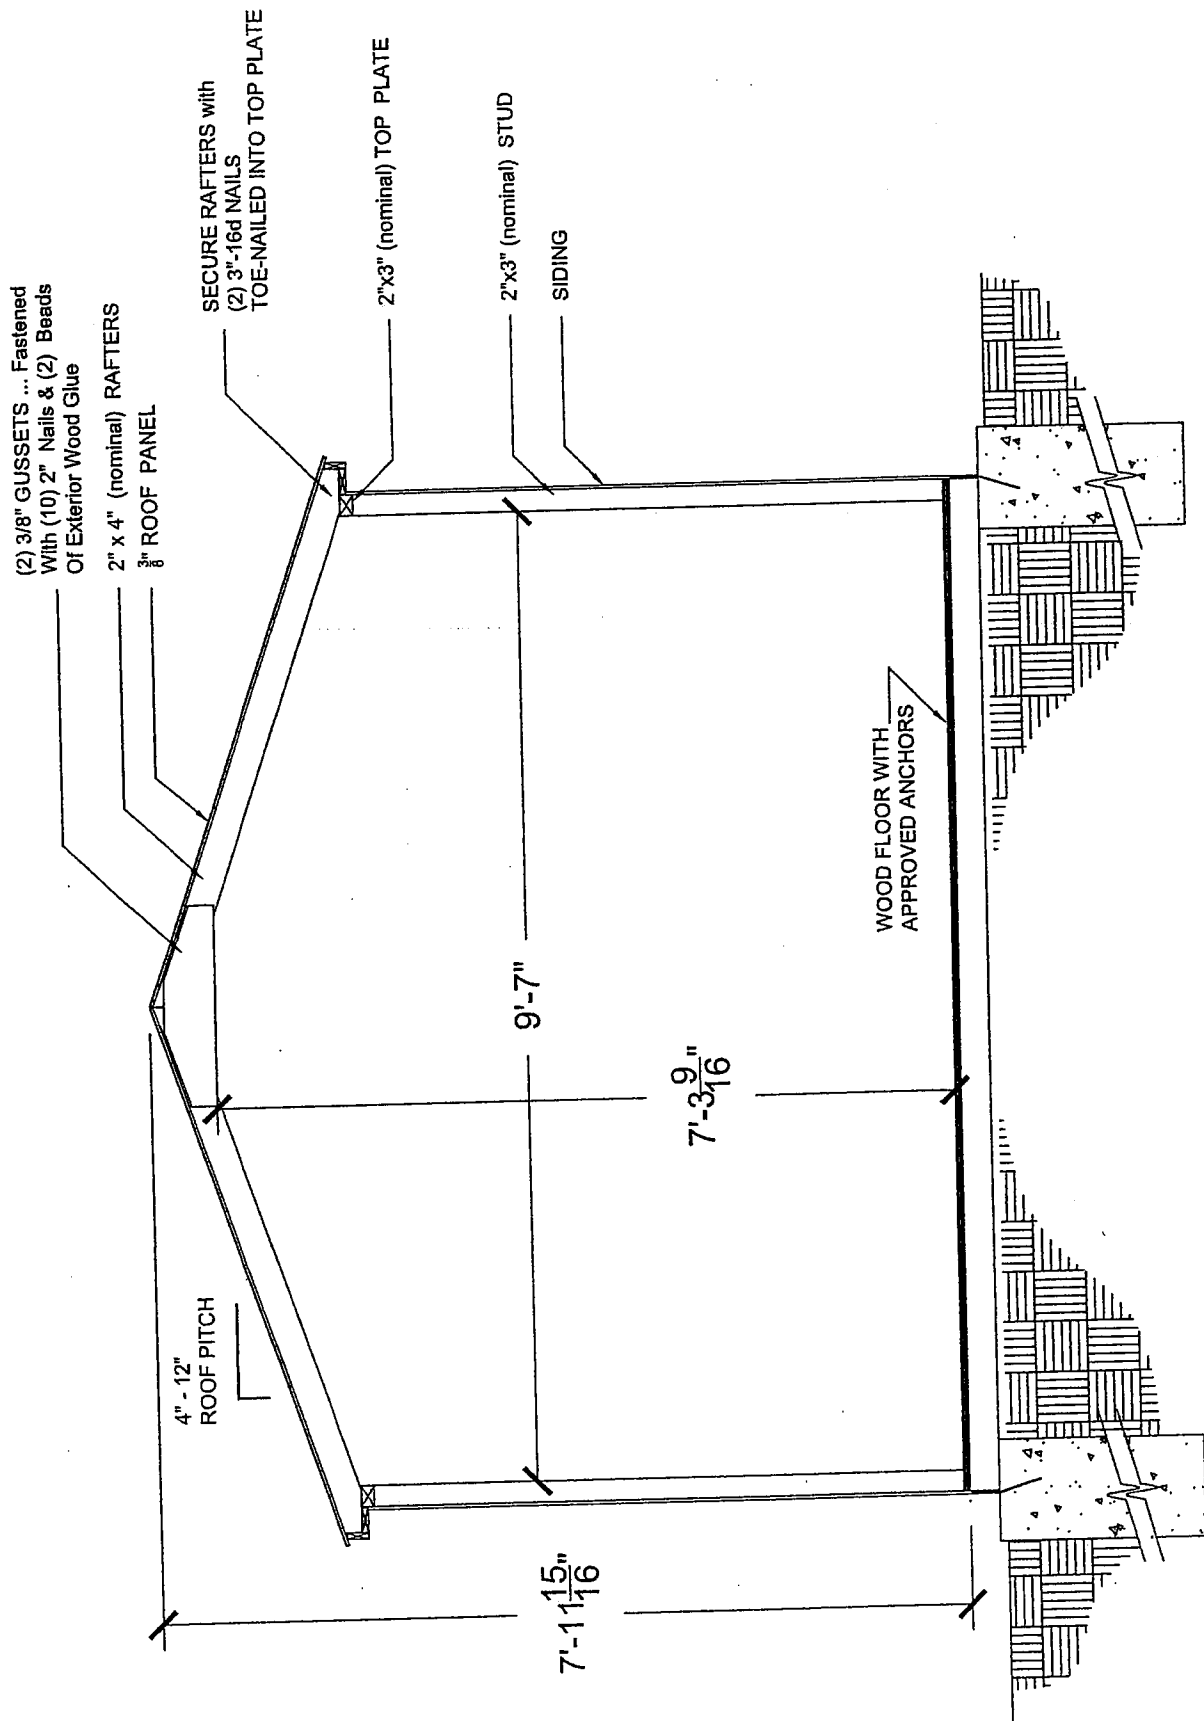 (2) 3/8" GUSSETS ... Fastened
With (10) 2" Nails & (2) Beads
Of Exterior Wood Glue
2" x 4" (nominal) RAFTERS
3/8" ROOF PANEL
SECURE RAFTERS with
(2) 3"-16d NAILS
TOE-NAILED INTO TOP PLATE
2"x3" (nominal) TOP PLATE
2"x3" (nominal) STUD
SIDING
4" - 12"
ROOF PITCH
9'-7"
7'-3 9/16"
7'-11 15/16"
WOOD FLOOR WITH
APPROVED ANCHORS